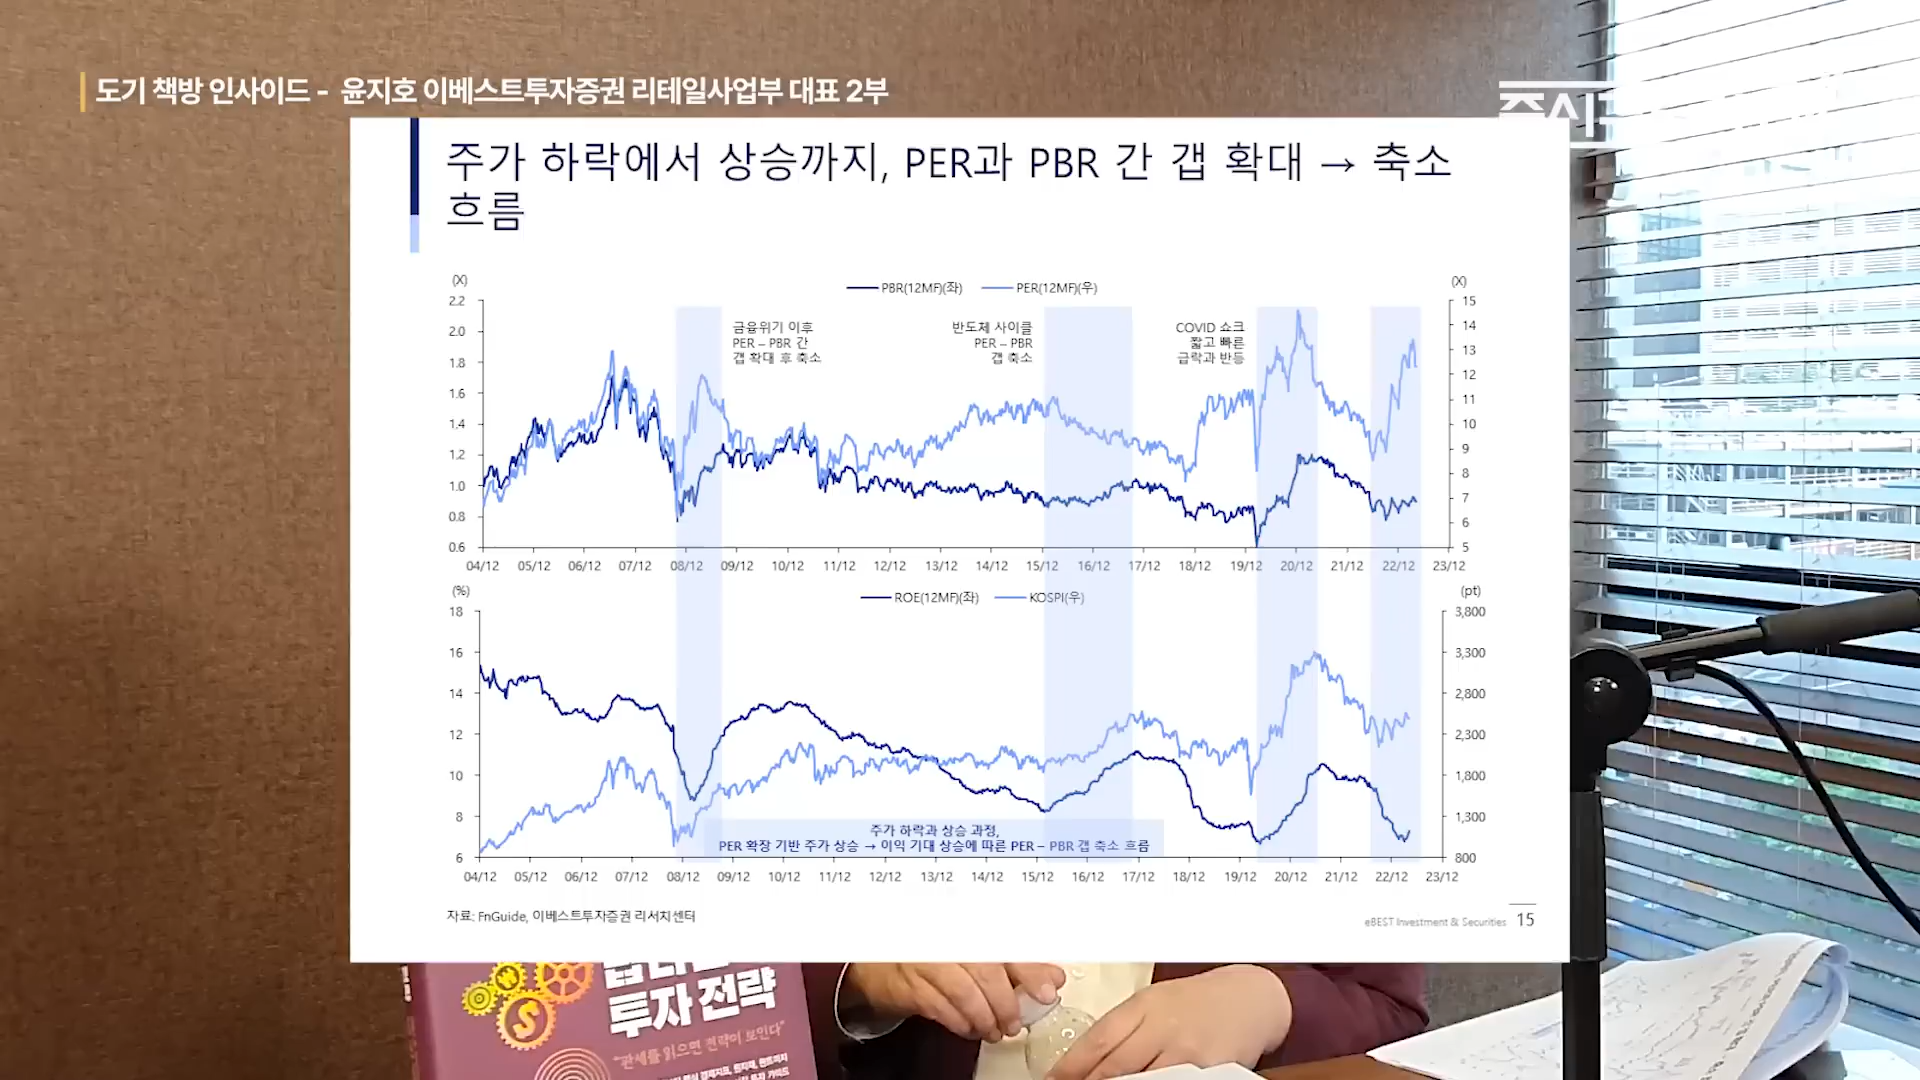 도기 책방 인사이드 - 윤지호 이베스트투자증권 리테일사업부 대표 2부
주가 하락에서 상승까지, PER과 PBR 간 갭 확대 → 축소
흐름
(X)
PBR(12MF)(좌)
PER(12MF)(우)
(X)
2.2
2.0
1.8
1.6
1.4
1.2
1.0
0.8
0.6
금융위기 이후
PER – PBR 간
갭 확대 후 축소
반도체 사이클
PER – PBR
갭 축소
COVID 쇼크
짧고 빠른
급락과 반등
15
14
13
12
11
10
9
8
7
6
5
04/12 05/12 06/12 07/12 08/12 09/12 10/12 11/12 12/12 13/12 14/12 15/12 16/12 17/12 18/12 19/12 20/12 21/12 22/12 23/12
(%)
ROE(12MF)(좌)
KOSPI(우)
(pt)
18
16
14
12
10
8
6
3,800
3,300
2,800
2,300
1,800
1,300
800
주가 하락과 상승 과정,
PER 확장 기반 주가 상승 → 이익 기대 상승에 따른 PER – PBR 갭 축소 흐름
04/12 05/12 06/12 07/12 08/12 09/12 10/12 11/12 12/12 13/12 14/12 15/12 16/12 17/12 18/12 19/12 20/12 21/12 22/12 23/12
자료: FnGuide, 이베스트투자증권 리서치센터
eBEST Investment & Securities 15
투자 전략
"관세를 읽으면 전략이 보인다"